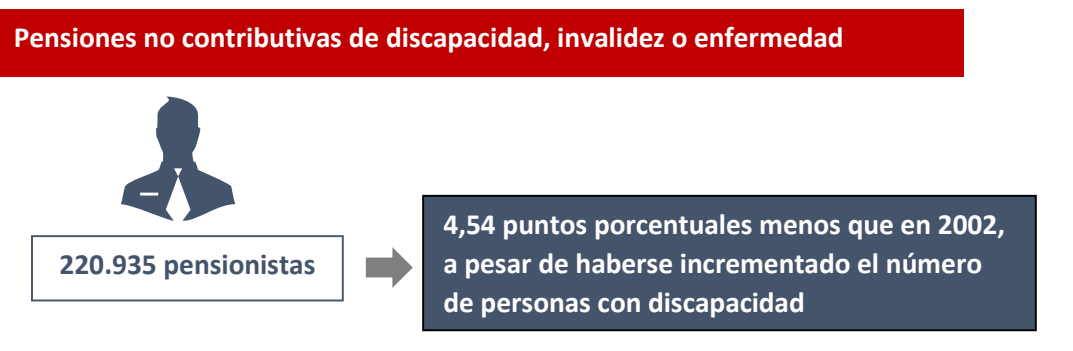 Pensiones no contributivas de discapacidad, invalidez o enfermedad
220.935 pensionistas
4,54 puntos porcentuales menos que en 2002,
a pesar de haberse incrementado el número
de personas con discapacidad